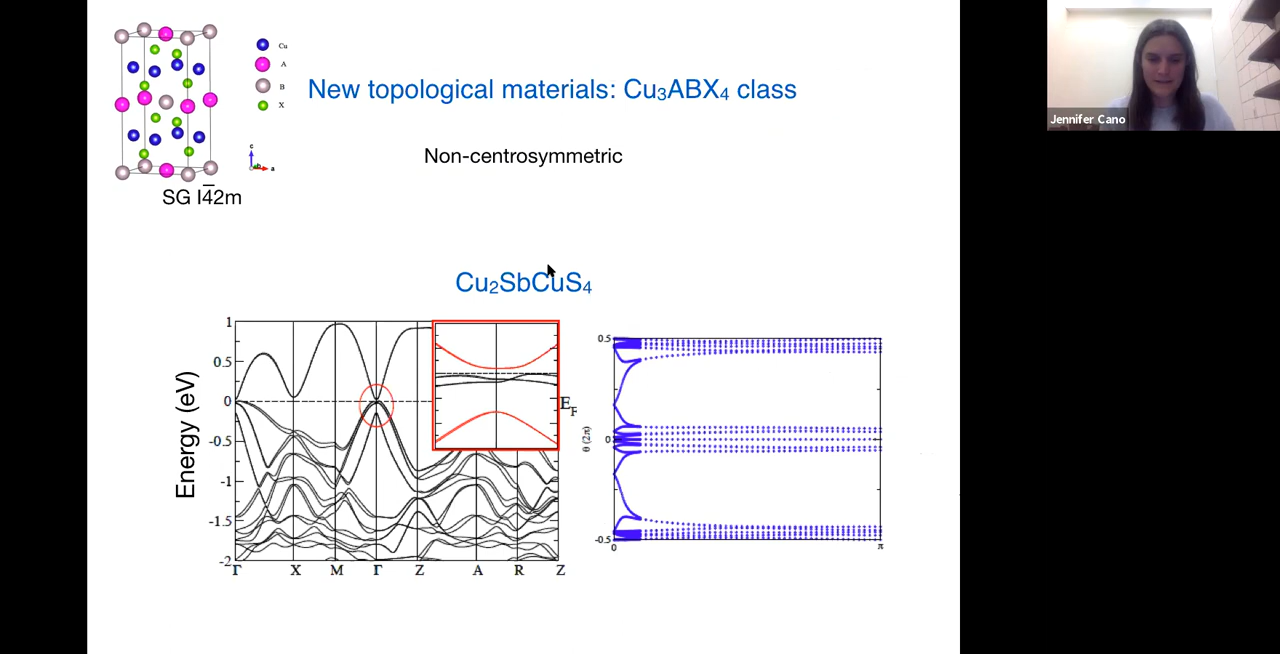 Cu
A
B
X
c
b
a
SG I4̅2m
New topological materials: Cu₃ABX₄ class
Non-centrosymmetric
Jennifer Cano
Cu₂SbCuS₄
Energy (eV)
1
0.5
0
-0.5
-1
-1.5
-2
Γ X M Γ Z A R Z
E_F
θ (2π)
0.5
0
-0.5
0 π